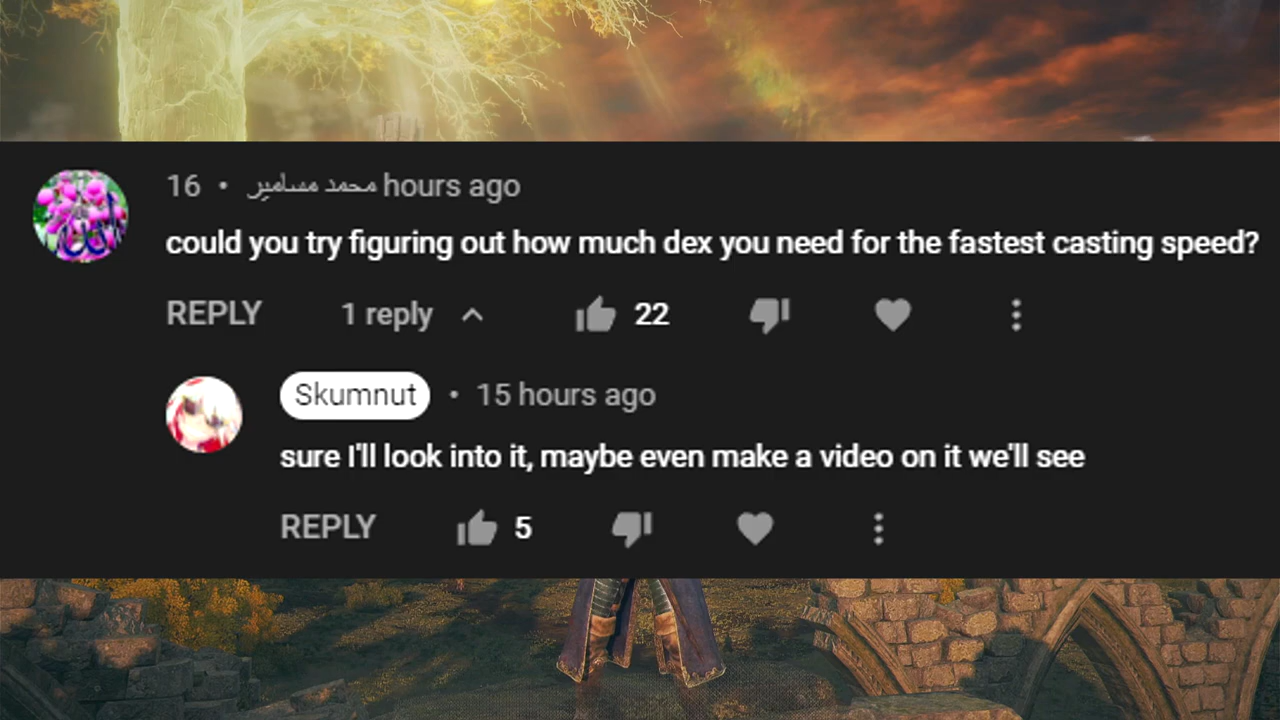 16 • محمد مسامير hours ago
could you try figuring out how much dex you need for the fastest casting speed?
REPLY 1 reply 22
Skumnut • 15 hours ago
sure I'll look into it, maybe even make a video on it we'll see
REPLY 5